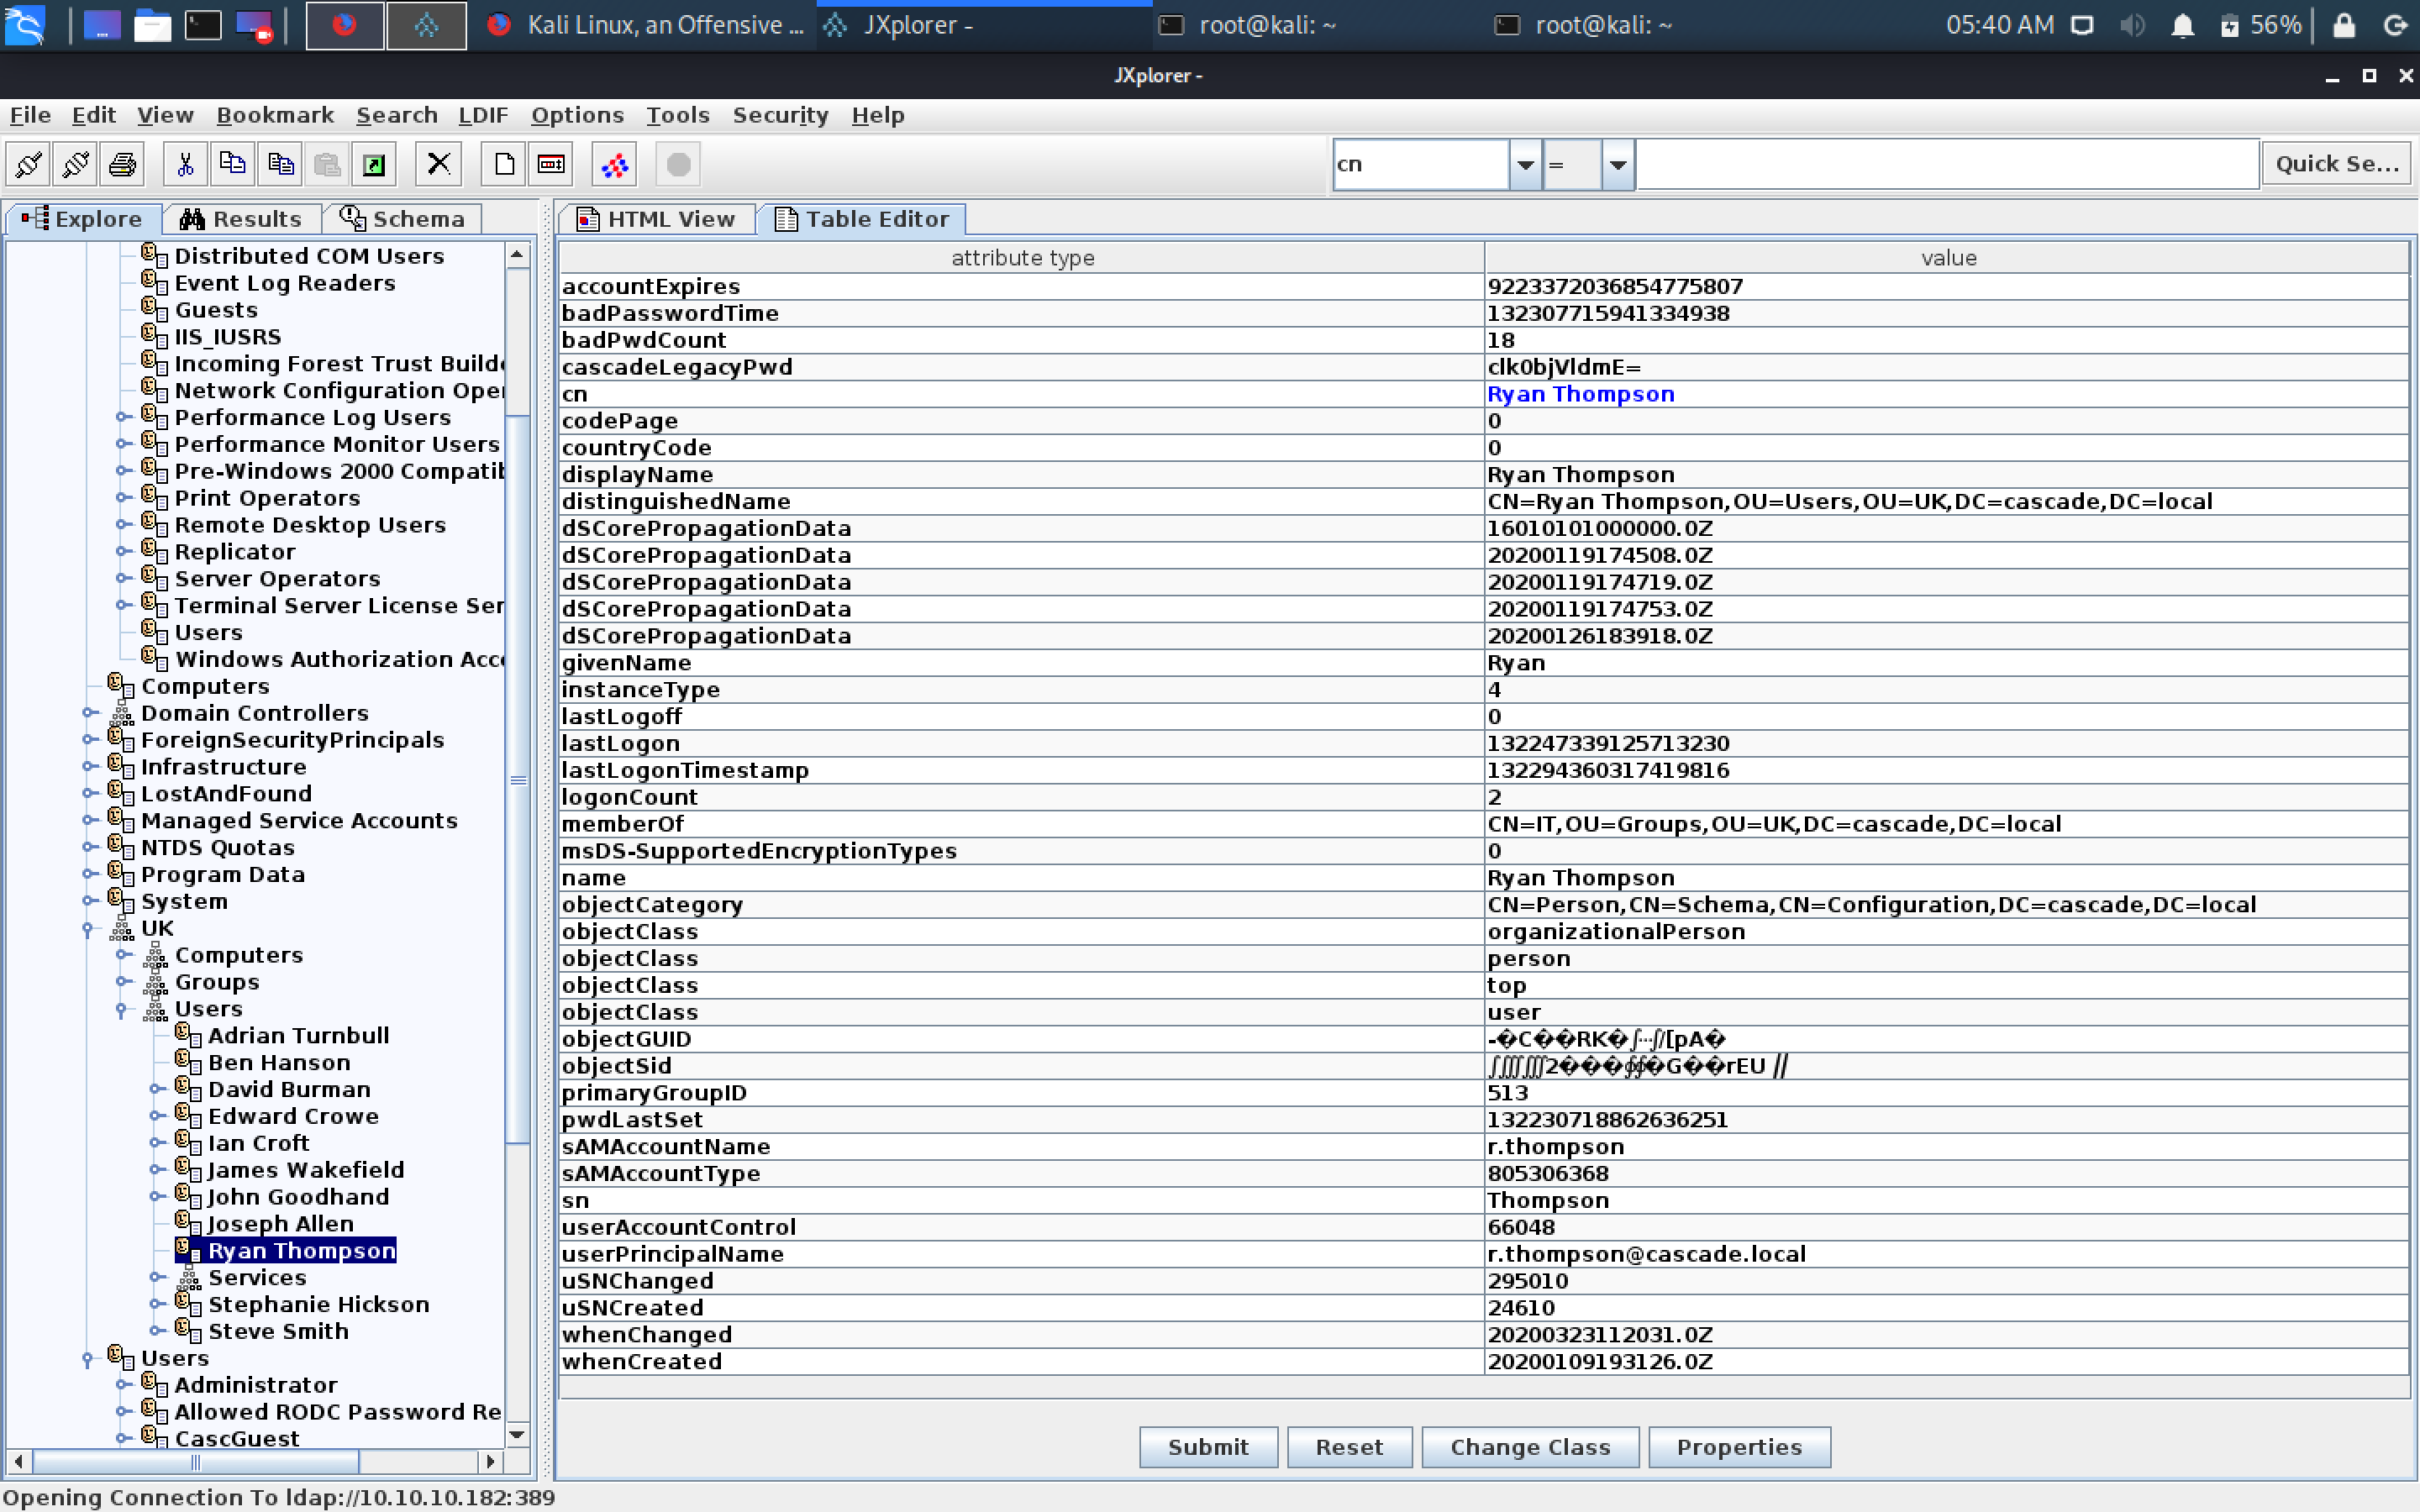 Kali Linux, an Offensive ... JXplorer - root@kali: ~ root@kali: ~ 05:40 AM 56%
JXplorer -
File Edit View Bookmark Search LDIF Options Tools Security Help
cn = Quick Se...
Explore Results Schema
Distributed COM Users
Event Log Readers
Guests
IIS_IUSRS
Incoming Forest Trust Builde
Network Configuration Ope
Performance Log Users
Performance Monitor Users
Pre-Windows 2000 Compatib
Print Operators
Remote Desktop Users
Replicator
Server Operators
Terminal Server License Ser
Users
Windows Authorization Acce
Computers
Domain Controllers
ForeignSecurityPrincipals
Infrastructure
LostAndFound
Managed Service Accounts
NTDS Quotas
Program Data
System
UK
Computers
Groups
Users
Adrian Turnbull
Ben Hanson
David Burman
Edward Crowe
Ian Croft
James Wakefield
John Goodhand
Joseph Allen
Ryan Thompson
Services
Stephanie Hickson
Steve Smith
Users
Administrator
Allowed RODC Password Re
CascGuest
HTML View Table Editor
attribute type value
accountExpires 9223372036854775807
badPasswordTime 132307715941334938
badPwdCount 18
cascadeLegacyPwd clk0bjVldmE=
cn Ryan Thompson
codePage 0
countryCode 0
displayName Ryan Thompson
distinguishedName CN=Ryan Thompson,OU=Users,OU=UK,DC=cascade,DC=local
dSCorePropagationData 16010101000000.0Z
dSCorePropagationData 20200119174508.0Z
dSCorePropagationData 20200119174719.0Z
dSCorePropagationData 20200119174753.0Z
dSCorePropagationData 20200126183918.0Z
givenName Ryan
instanceType 4
lastLogoff 0
lastLogon 132247339125713230
lastLogonTimestamp 132294360317419816
logonCount 2
memberOf CN=IT,OU=Groups,OU=UK,DC=cascade,DC=local
msDS-SupportedEncryptionTypes 0
name Ryan Thompson
objectCategory CN=Person,CN=Schema,CN=Configuration,DC=cascade,DC=local
objectClass organizationalPerson
objectClass person
objectClass top
objectClass user
objectGUID
objectSid
primaryGroupID 513
pwdLastSet 132230718862636251
sAMAccountName r.thompson
sAMAccountType 805306368
sn Thompson
userAccountControl 66048
userPrincipalName r.thompson@cascade.local
uSNChanged 295010
uSNCreated 24610
whenChanged 20200323112031.0Z
whenCreated 20200109193126.0Z
Submit Reset Change Class Properties
Opening Connection To ldap://10.10.10.182:389